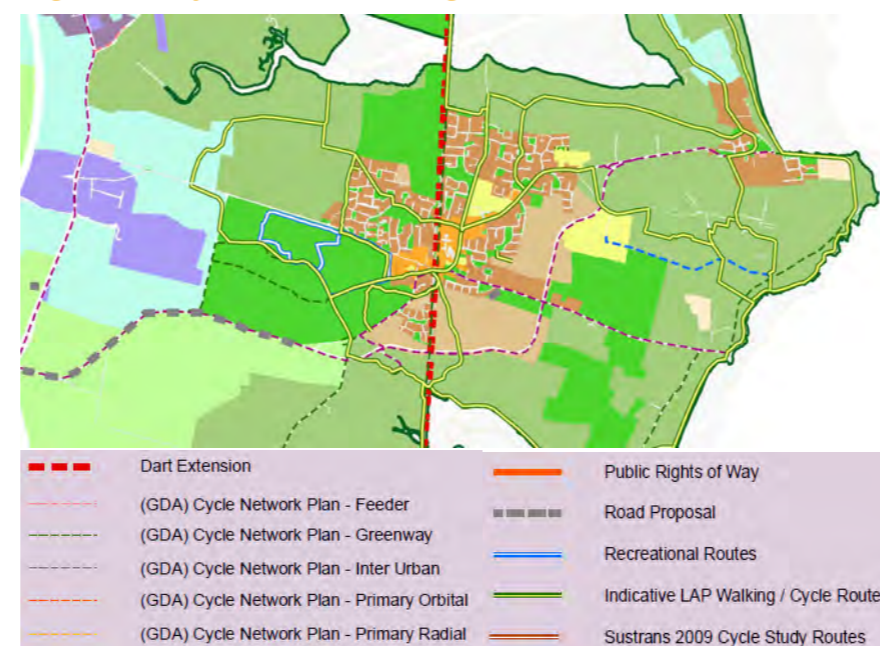 Dart Extension
(GDA) Cycle Network Plan - Feeder
(GDA) Cycle Network Plan - Greenway
(GDA) Cycle Network Plan - Inter Urban
(GDA) Cycle Network Plan - Primary Orbital
(GDA) Cycle Network Plan - Primary Radial
Public Rights of Way
Road Proposal
Recreational Routes
Indicative LAP Walking / Cycle Route
Sustrans 2009 Cycle Study Routes